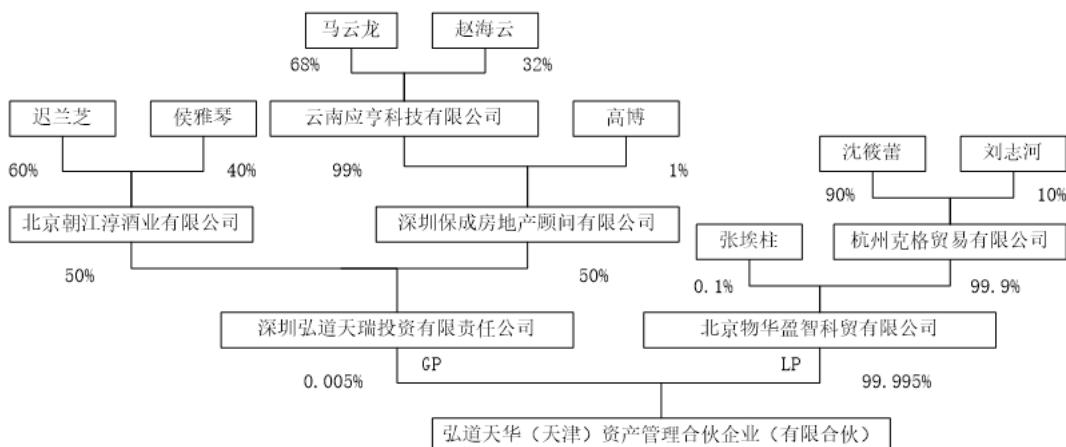 马云龙
赵海云
68%
32%
迟兰芝
侯雅琴
云南应亨科技有限公司
高博
沈筱蕾
刘志河
60%
40%
99%
1%
90%
10%
北京朝江淳酒业有限公司
深圳保成房地产顾问有限公司
张埃柱
杭州克格贸易有限公司
50%
50%
0.1%
99.9%
深圳弘道天瑞投资有限责任公司
北京物华盈智科贸有限公司
GP
LP
0.005%
99.995%
弘道天华（天津）资产管理合伙企业（有限合伙）